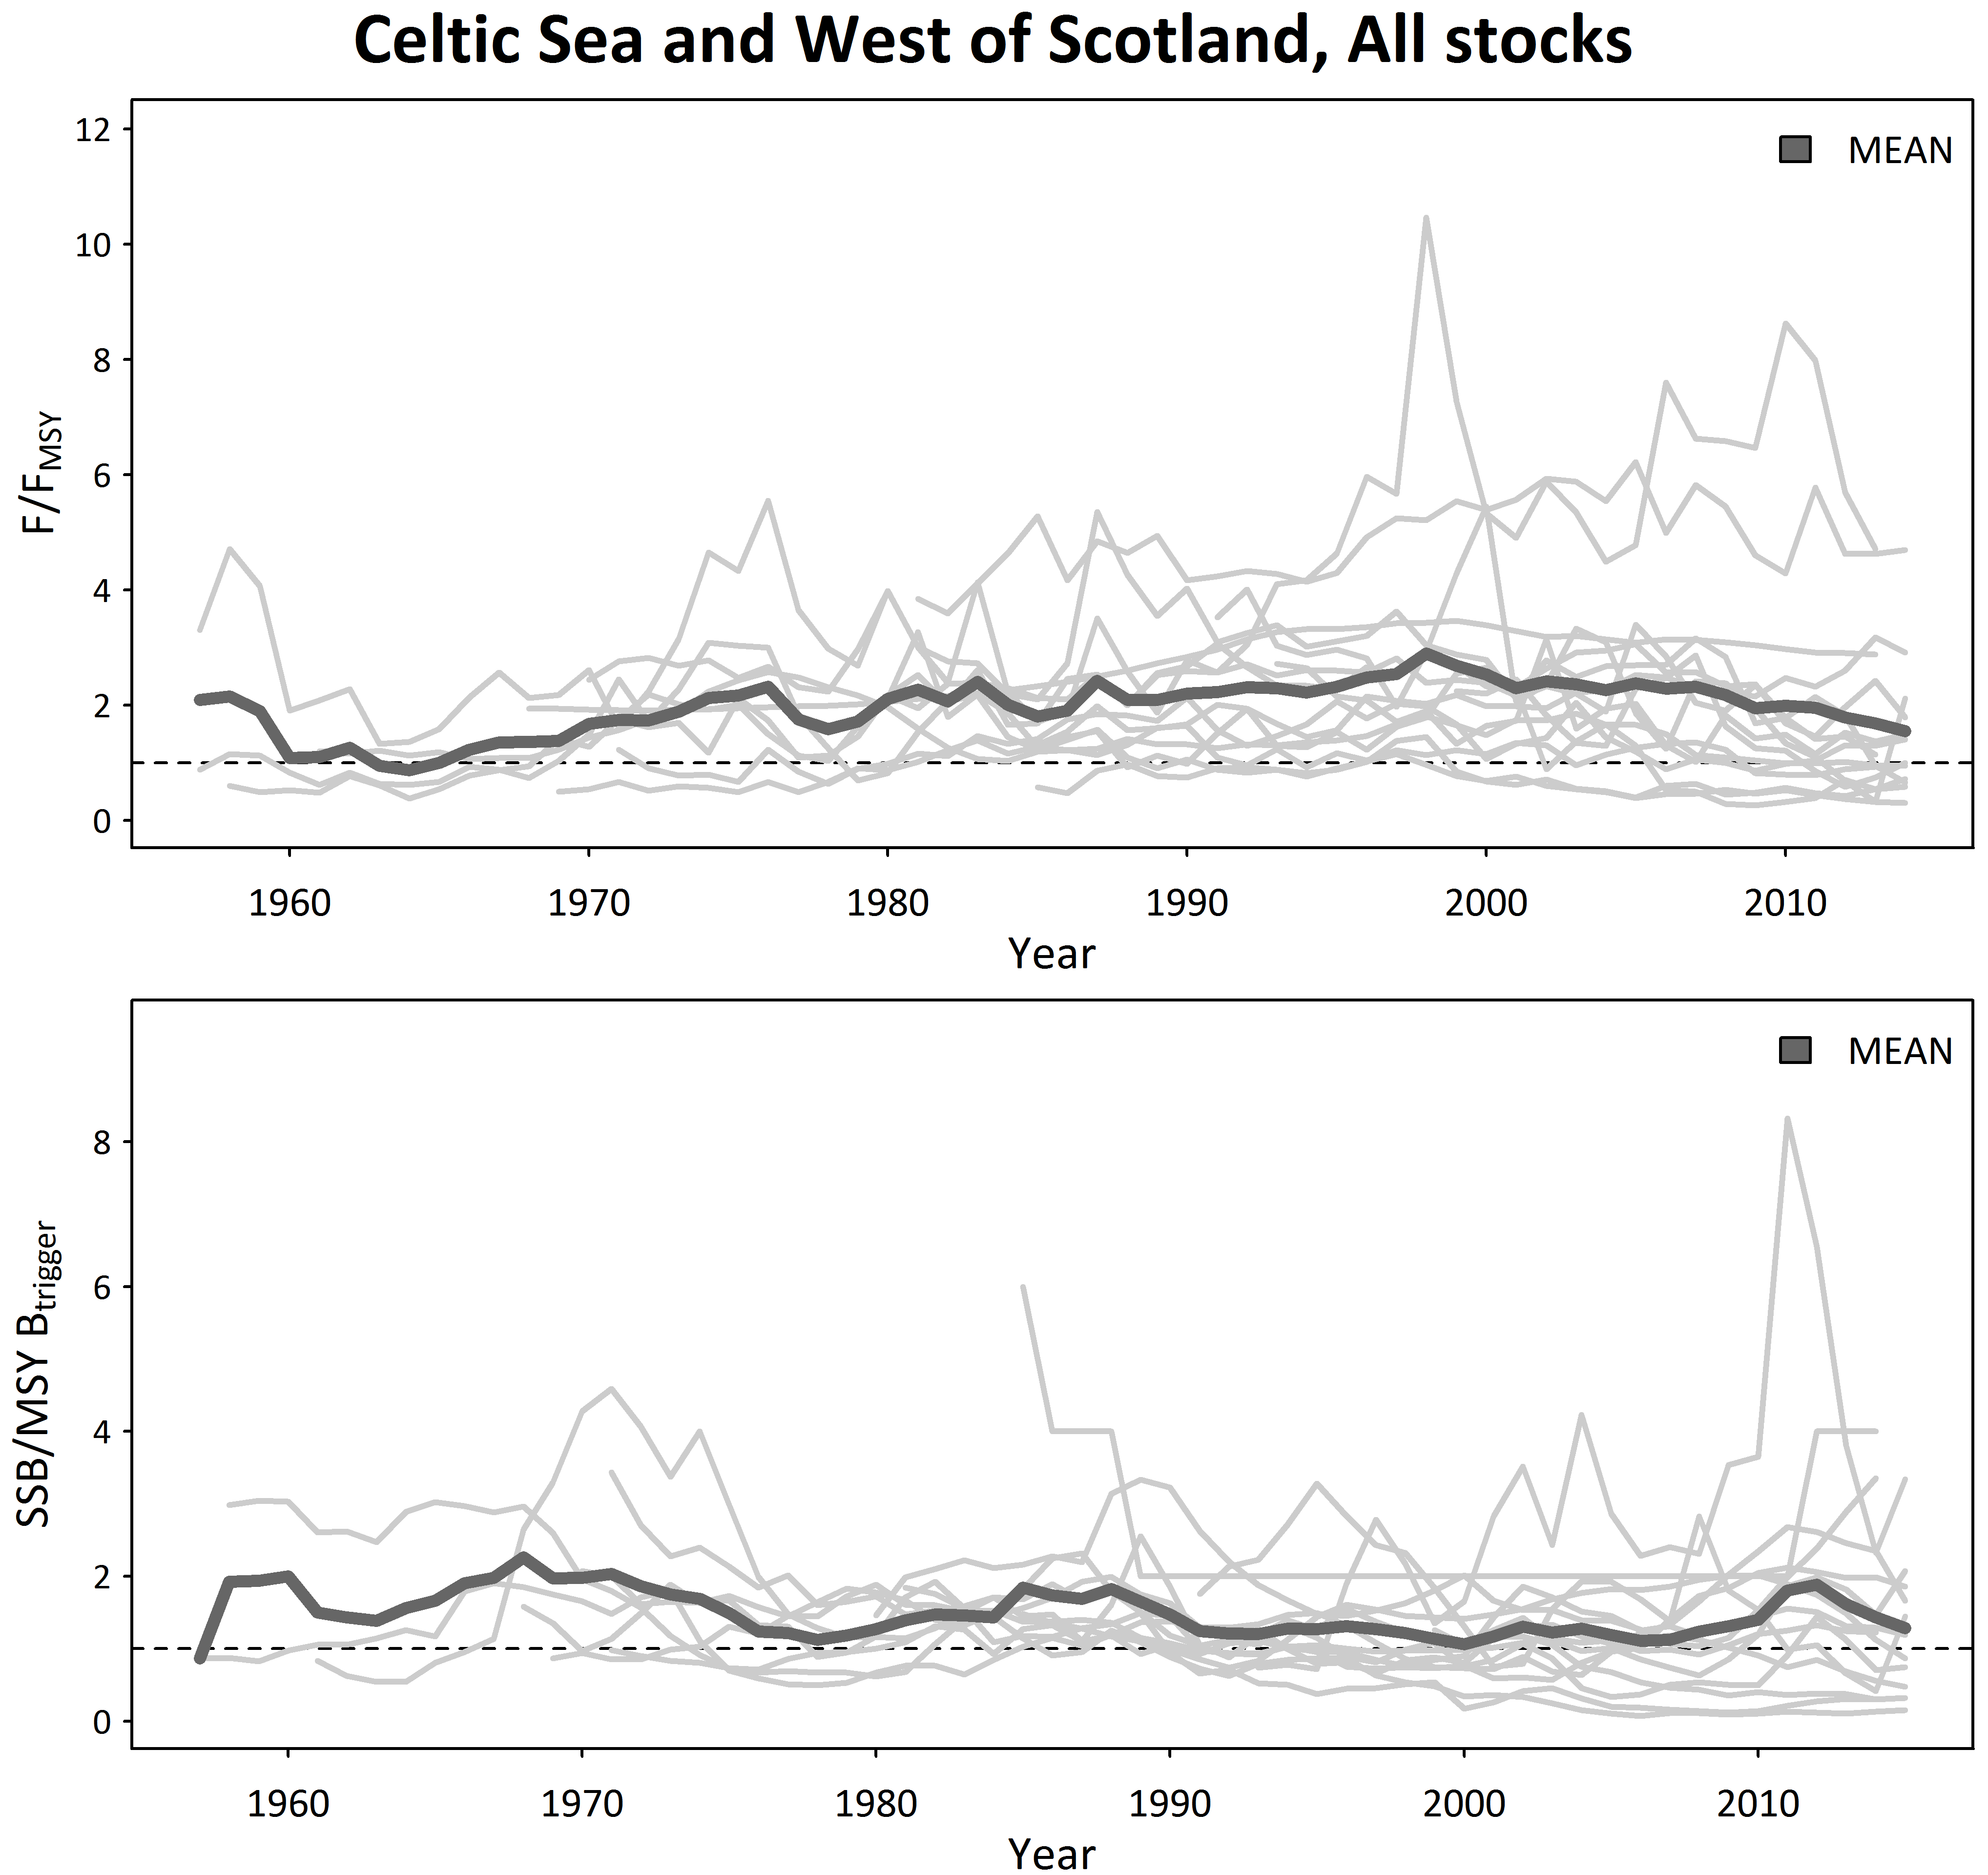 Celtic Sea and West of Scotland, All stocks
12
10
8
6
4
2
0
F/FMSY
MEAN
1960 1970 1980 1990 2000 2010
Year
8
6
4
2
0
SSB/MSY Btrigger
MEAN
1960 1970 1980 1990 2000 2010
Year